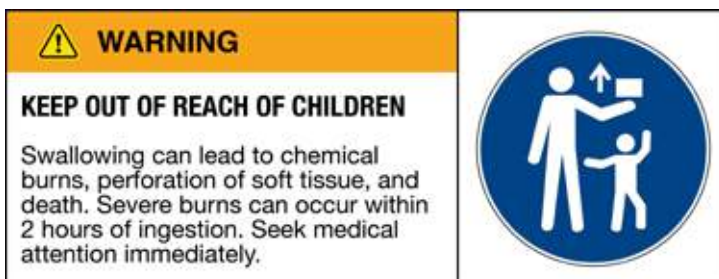 WARNING
KEEP OUT OF REACH OF CHILDREN
Swallowing can lead to chemical
burns, perforation of soft tissue, and
death. Severe burns can occur within
2 hours of ingestion. Seek medical
attention immediately.